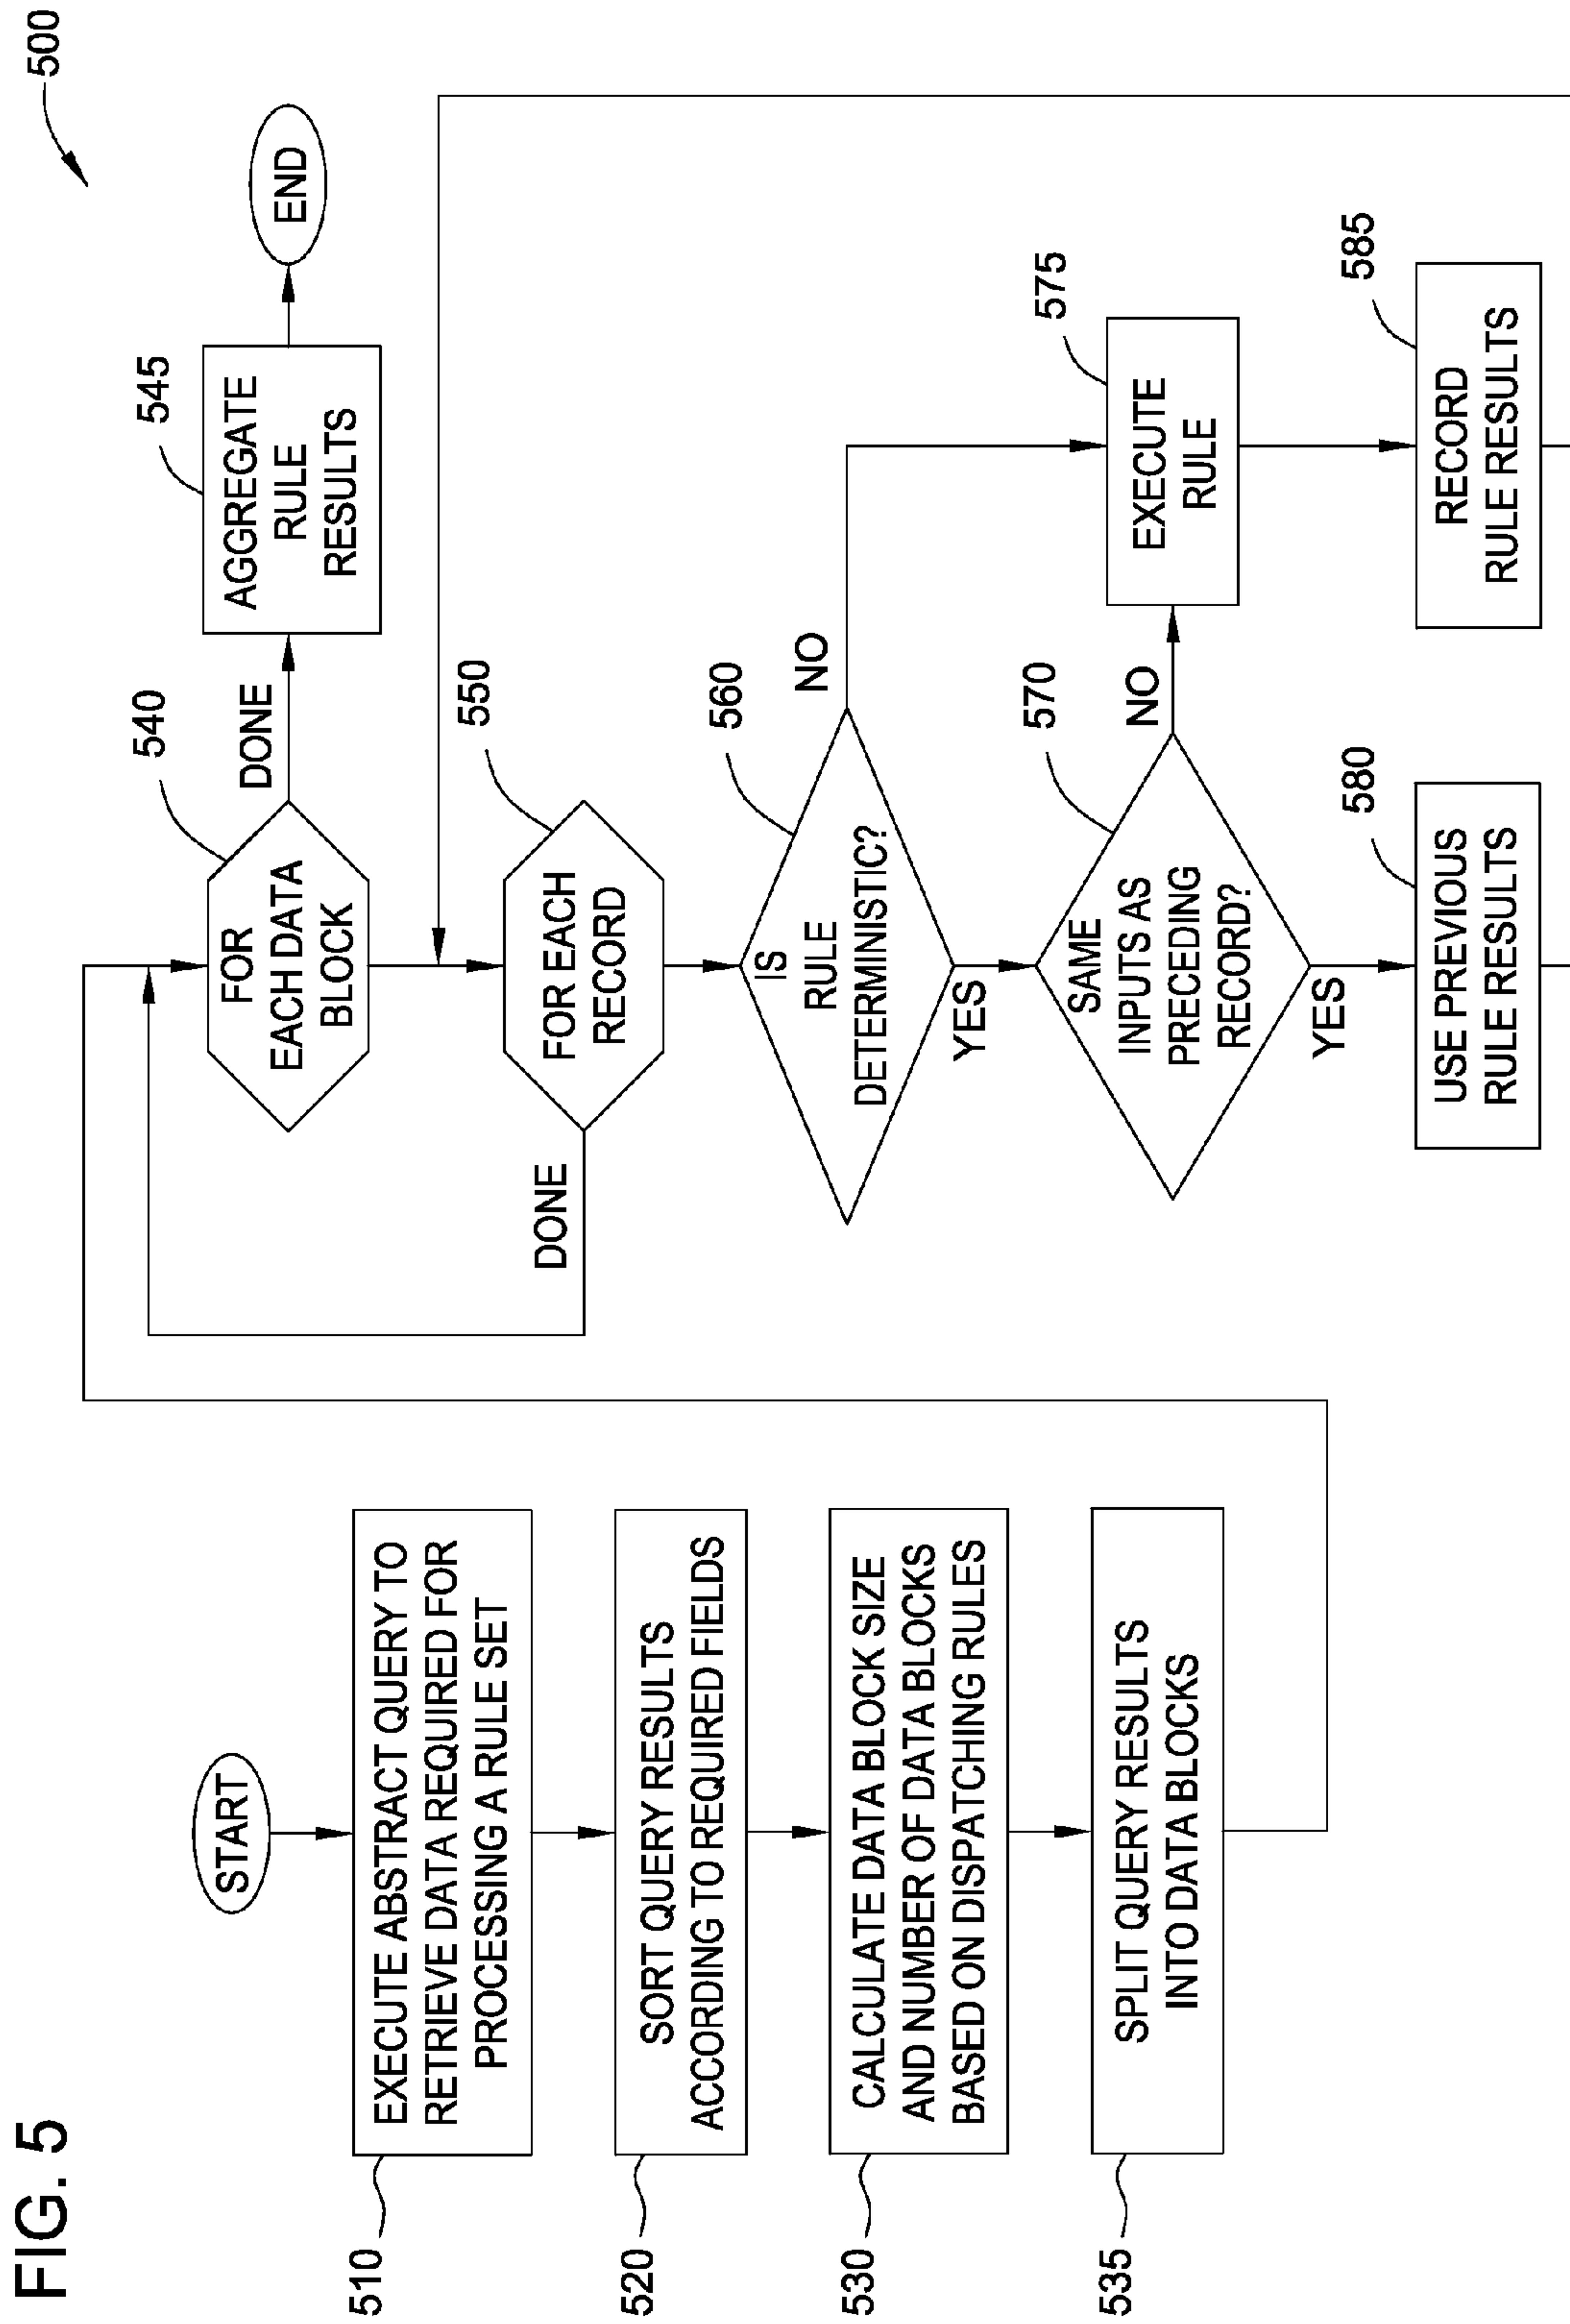 FIG. 5
500
START
510
EXECUTE ABSTRACT QUERY TO
RETRIEVE DATA REQUIRED FOR
PROCESSING A RULE SET
520
SORT QUERY RESULTS
ACCORDING TO REQUIRED FIELDS
530
CALCULATE DATA BLOCK SIZE
AND NUMBER OF DATA BLOCKS
BASED ON DISPATCHING RULES
535
SPLIT QUERY RESULTS
INTO DATA BLOCKS
540
FOR
EACH DATA
BLOCK
DONE
545
AGGREGATE
RULE
RESULTS
END
550
FOR EACH
RECORD
DONE
560
IS
RULE
DETERMINISTIC?
NO
YES
570
SAME
INPUTS AS
PRECEDING
RECORD?
NO
YES
575
EXECUTE
RULE
580
USE PREVIOUS
RULE RESULTS
585
RECORD
RULE RESULTS